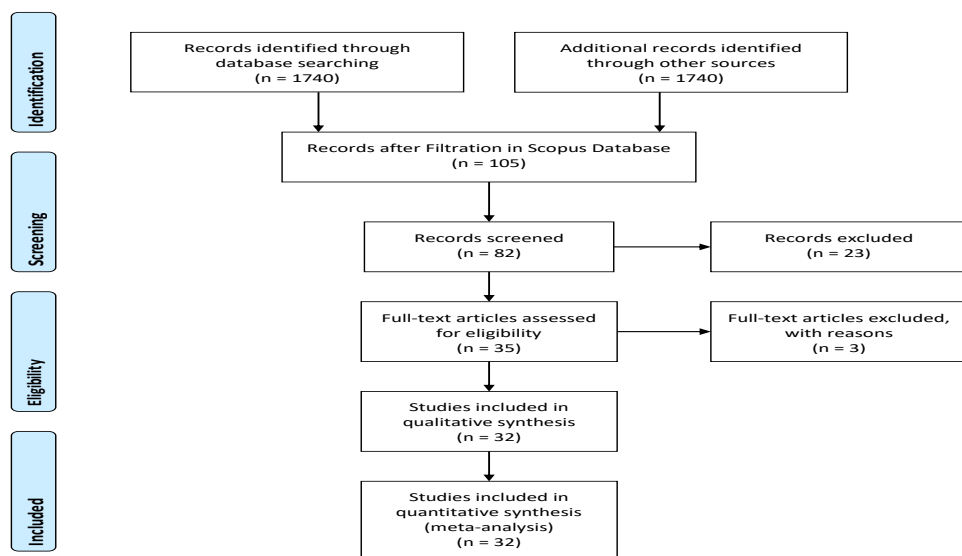 Identification
Records identified through
database searching
(n = 1740)
Additional records identified
through other sources
(n = 1740)
Records after Filtration in Scopus Database
(n = 105)
Screening
Records screened
(n = 82)
Records excluded
(n = 23)
Eligibility
Full-text articles assessed
for eligibility
(n = 35)
Full-text articles excluded,
with reasons
(n = 3)
Studies included in
qualitative synthesis
(n = 32)
Included
Studies included in
quantitative synthesis
(meta-analysis)
(n = 32)